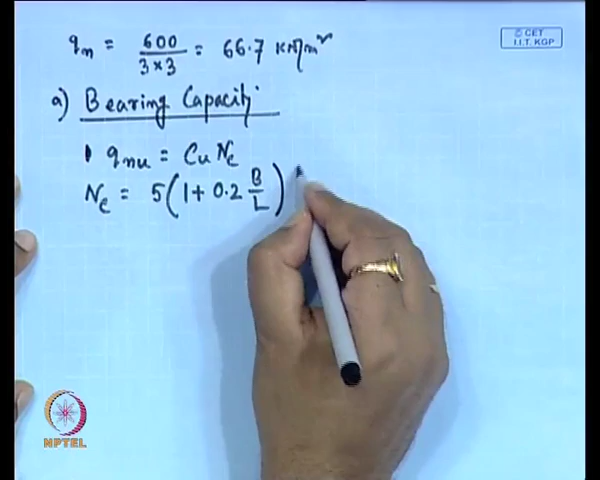 qn = 600 / 3×3 = 66.7 kN/m²
© CET
I.I.T. KGP
a) Bearing Capacity
qnu = Cu Nc
Nc = 5(1 + 0.2 B/L)
NPTEL